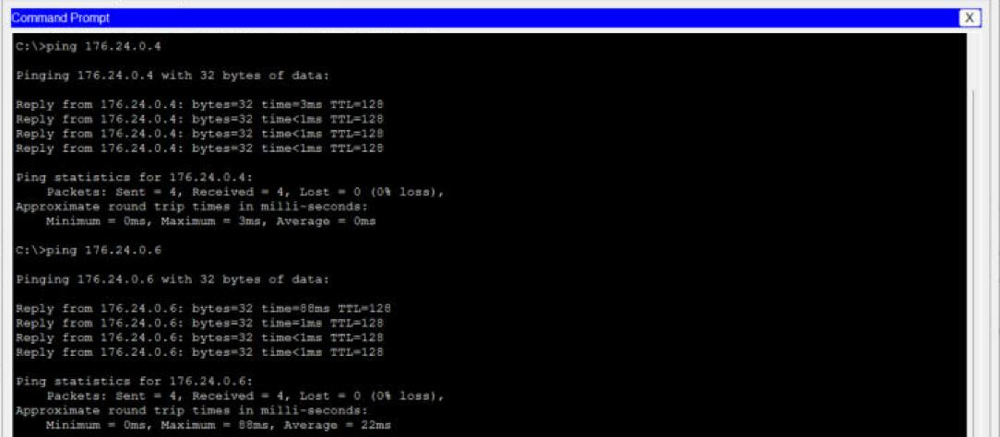 Command Prompt
X
C:\>ping 176.24.0.4
Pinging 176.24.0.4 with 32 bytes of data:
Reply from 176.24.0.4: bytes=32 time=3ms TTL=128
Reply from 176.24.0.4: bytes=32 time<1ms TTL=128
Reply from 176.24.0.4: bytes=32 time<1ms TTL=128
Reply from 176.24.0.4: bytes=32 time<1ms TTL=128
Ping statistics for 176.24.0.4:
Packets: Sent = 4, Received = 4, Lost = 0 (0% loss),
Approximate round trip times in milli-seconds:
Minimum = 0ms, Maximum = 3ms, Average = 0ms
C:\>ping 176.24.0.6
Pinging 176.24.0.6 with 32 bytes of data:
Reply from 176.24.0.6: bytes=32 time=88ms TTL=128
Reply from 176.24.0.6: bytes=32 time=1ms TTL=128
Reply from 176.24.0.6: bytes=32 time<1ms TTL=128
Reply from 176.24.0.6: bytes=32 time<1ms TTL=128
Ping statistics for 176.24.0.6:
Packets: Sent = 4, Received = 4, Lost = 0 (0% loss),
Approximate round trip times in milli-seconds:
Minimum = 0ms, Maximum = 88ms, Average = 22ms